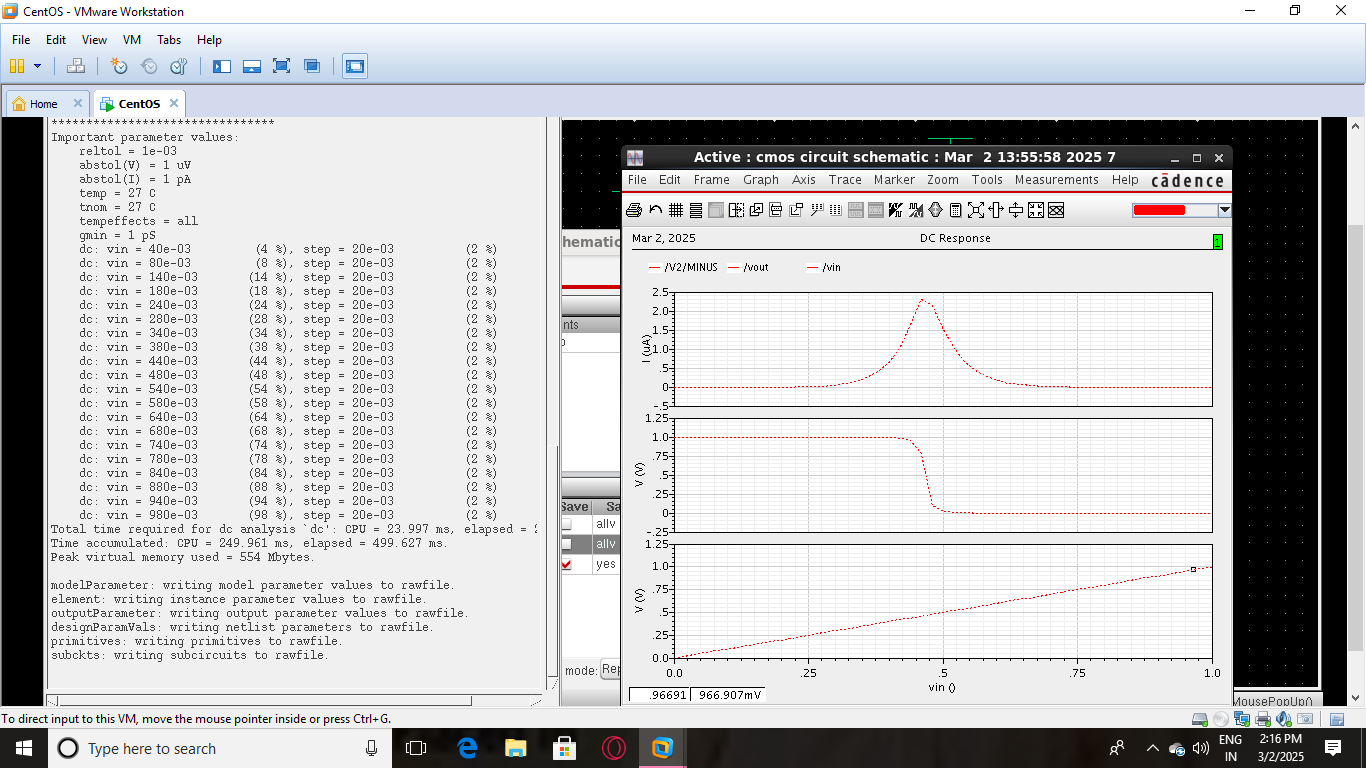 CentOS - VMware Workstation
File Edit View VM Tabs Help
Home CentOS
*********************************
Important parameter values:
reltol = 1e-03
abstol(V) = 1 uV
abstol(I) = 1 pA
temp = 27 C
tnom = 27 C
tempeffects = all
gmin = 1 pS
dc: vin = 40e-03 (4 %), step = 20e-03 (2 %)
dc: vin = 80e-03 (8 %), step = 20e-03 (2 %)
dc: vin = 140e-03 (14 %), step = 20e-03 (2 %)
dc: vin = 180e-03 (18 %), step = 20e-03 (2 %)
dc: vin = 240e-03 (24 %), step = 20e-03 (2 %)
dc: vin = 280e-03 (28 %), step = 20e-03 (2 %)
dc: vin = 340e-03 (34 %), step = 20e-03 (2 %)
dc: vin = 380e-03 (38 %), step = 20e-03 (2 %)
dc: vin = 440e-03 (44 %), step = 20e-03 (2 %)
dc: vin = 480e-03 (48 %), step = 20e-03 (2 %)
dc: vin = 540e-03 (54 %), step = 20e-03 (2 %)
dc: vin = 580e-03 (58 %), step = 20e-03 (2 %)
dc: vin = 640e-03 (64 %), step = 20e-03 (2 %)
dc: vin = 680e-03 (68 %), step = 20e-03 (2 %)
dc: vin = 740e-03 (74 %), step = 20e-03 (2 %)
dc: vin = 780e-03 (78 %), step = 20e-03 (2 %)
dc: vin = 840e-03 (84 %), step = 20e-03 (2 %)
dc: vin = 880e-03 (88 %), step = 20e-03 (2 %)
dc: vin = 940e-03 (94 %), step = 20e-03 (2 %)
dc: vin = 980e-03 (98 %), step = 20e-03 (2 %)
Total time required for dc analysis `dc': CPU = 23.997 ms, elapsed =
Time accumulated: CPU = 249.961 ms, elapsed = 499.627 ms.
Peak virtual memory used = 554 Mbytes.
modelParameter: writing model parameter values to rawfile.
element: writing instance parameter values to rawfile.
outputParameter: writing output parameter values to rawfile.
designParamVals: writing netlist parameters to rawfile.
primitives: writing primitives to rawfile.
subckts: writing subcircuits to rawfile.
hematic
nts
Save Sa
allv
allv
yes
mode: Rep
Active : cmos circuit schematic : Mar 2 13:55:58 2025 7
File Edit Frame Graph Axis Trace Marker Zoom Tools Measurements Help cādence
Mar 2, 2025 DC Response 1
/V2/MINUS /vout /vin
2.5
2.0
1.5
1.0
.5
0
-.5
I (uA)
1.25
1.0
.75
.5
.25
0
-.25
V (V)
1.25
1.0
.75
.5
.25
0.0
V (V)
0.0 .25 .5 .75 1.0
vin ()
.96691 966.907mV
MousePopUp()
To direct input to this VM, move the mouse pointer inside or press Ctrl+G.
Type here to search
ENG
IN
2:16 PM
3/2/2025